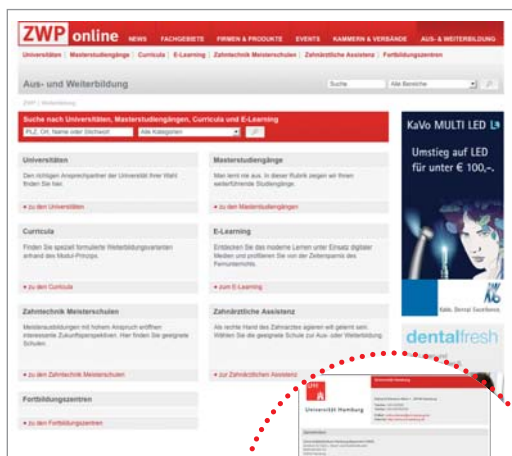 ZWP online
NEWS FACHGEBIETE FIRMEN & PRODUKTE EVENTS KAMMERN & VERBÄNDE AUS- & WEITERBILDUNG
Universitäten | Masterstudiengänge | Curricula | E-Learning | Zahntechnik Meisterschulen | Zahnärztliche Assistenz | Fortbildungszentren
Aus- und Weiterbildung
Suche
Alle Bereiche
ZWP | Weiterbildung
Suche nach Universitäten, Masterstudiengängen, Curricula und E-Learning
PLZ, Ort, Name oder Stichwort
Alle Kategorien
Universitäten
Den richtigen Ansprechpartner der Universität Ihrer Wahl
finden Sie hier.
zu den Universitäten
Masterstudiengänge
Man lernt nie aus. In dieser Rubrik zeigen wir Ihnen
weiterführende Studiengänge.
zu den Masterstudiengängen
Curricula
Finden Sie speziell formulierte Weiterbildungsvarianten
anhand des Modul-Prinzips.
zu den Curricula
E-Learning
Entdecken Sie das moderne Lernen unter Einsatz digitaler
Medien und profitieren Sie von der Zeitersparnis des
Fernunterrichts.
zum E-Learning
Zahntechnik Meisterschulen
Meisterausbildungen mit hohem Anspruch eröffnen
interessante Zukunftsperspektiven. Hier finden Sie geeignete
Schulen.
zu den Zahntechnik Meisterschulen
Zahnärztliche Assistenz
Als rechte Hand des Zahnarztes agieren will gelernt sein.
Wählen Sie die geeignete Schule zur Aus- oder Weiterbildung.
zur Zahnärztlichen Assistenz
Fortbildungszentren
zu den Fortbildungszentren
KaVo MULTI LED
Umstieg auf LED
für unter € 100,-.
KaVo. Dental Excellence.
dentalfresh
Universität Hamburg